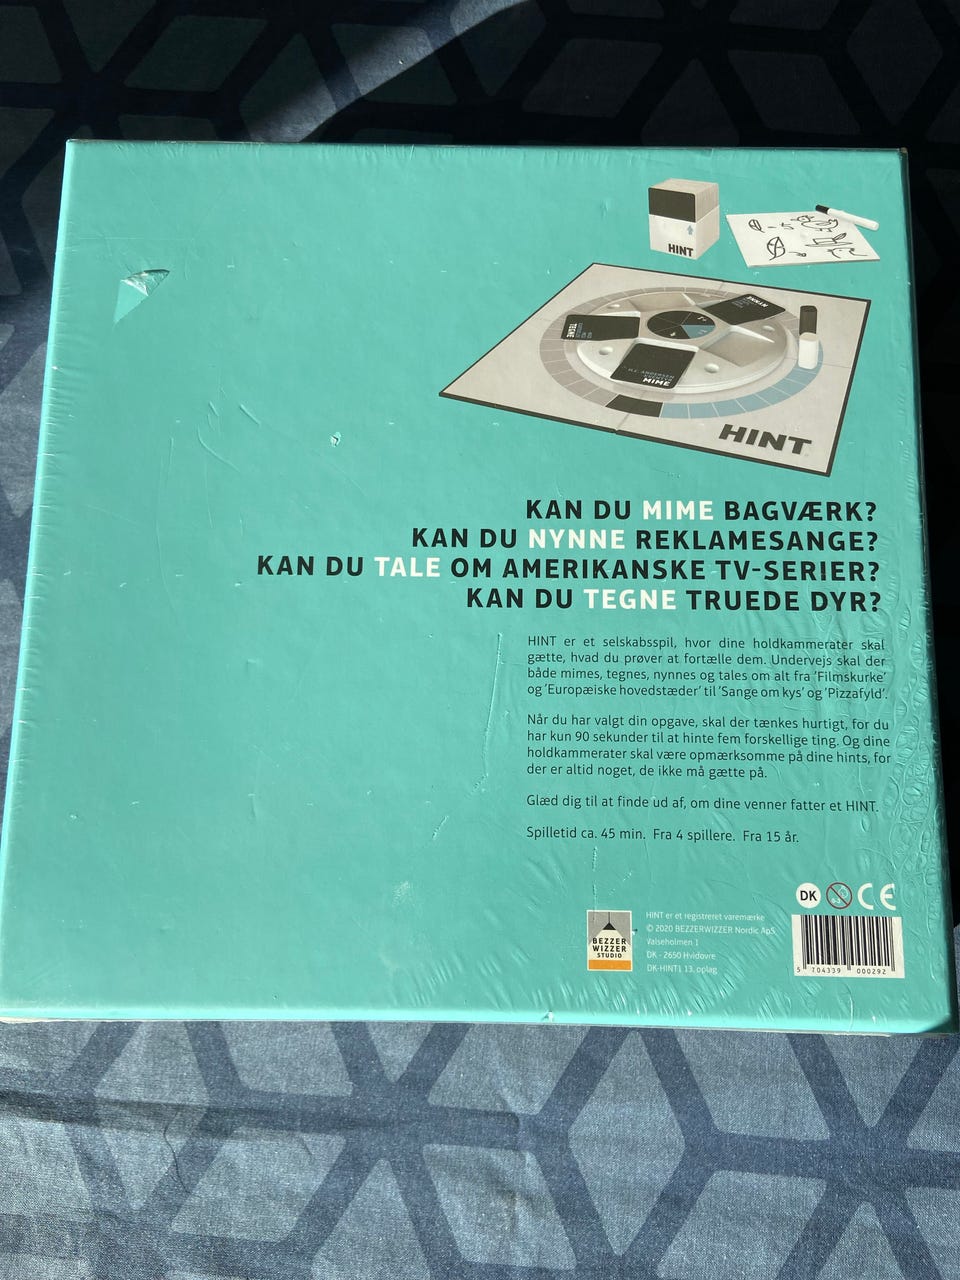 HINT
NYNNE
TEGNE
H.C. ANDERSEN
EVENTYR
MIME
HINT
KAN DU MIME BAGVÆRK?
KAN DU NYNNE REKLAMESANGE?
KAN DU TALE OM AMERIKANSKE TV-SERIER?
KAN DU TEGNE TRUEDE DYR?
HINT er et selskabsspil, hvor dine holdkammerater skal
gætte, hvad du prøver at fortælle dem. Undervejs skal der
både mimes, tegnes, nynnes og tales om alt fra 'Filmskurke'
og 'Europæiske hovedstæder' til 'Sange om kys' og 'Pizzafyld'.
Når du har valgt din opgave, skal der tænkes hurtigt, for du
har kun 90 sekunder til at hinte fem forskellige ting. Og dine
holdkammerater skal være opmærksomme på dine hints, for
der er altid noget, de ikke må gætte på.
Glæd dig til at finde ud af, om dine venner fatter et HINT.
Spilletid ca. 45 min. Fra 4 spillere. Fra 15 år.
DK CE
BEZZER
WIZZER
STUDIO
HINT er et registreret varemærke
© 2020 BEZZERWIZZER Nordic ApS
Valseholmen 1
DK - 2650 Hvidovre
DK-HINT1 13. oplag
5 704339 000292